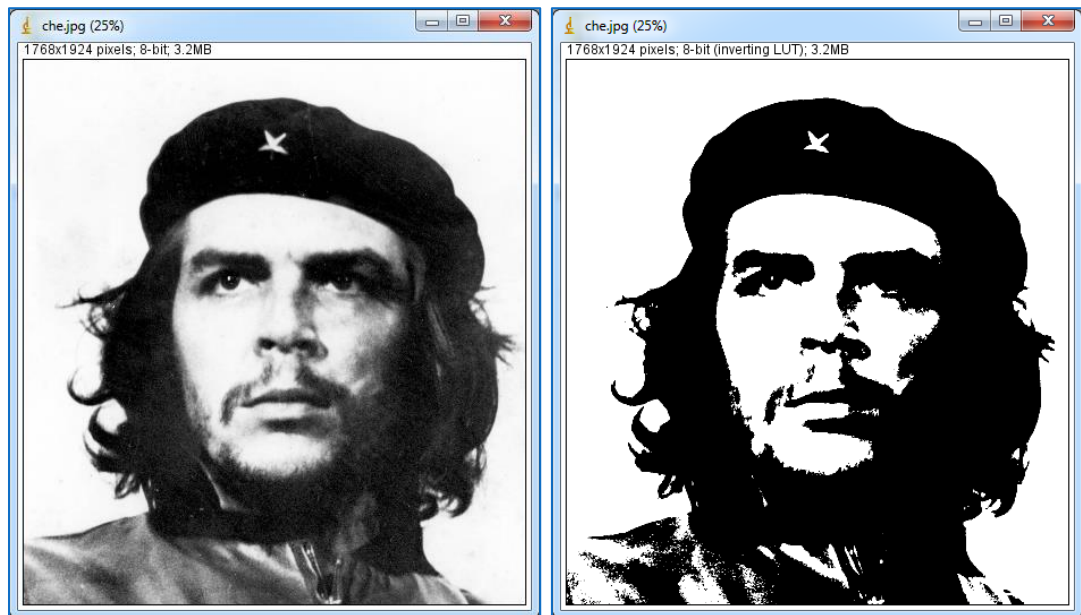 che.jpg (25%)
1768x1924 pixels; 8-bit; 3.2MB
che.jpg (25%)
1768x1924 pixels; 8-bit (inverting LUT); 3.2MB